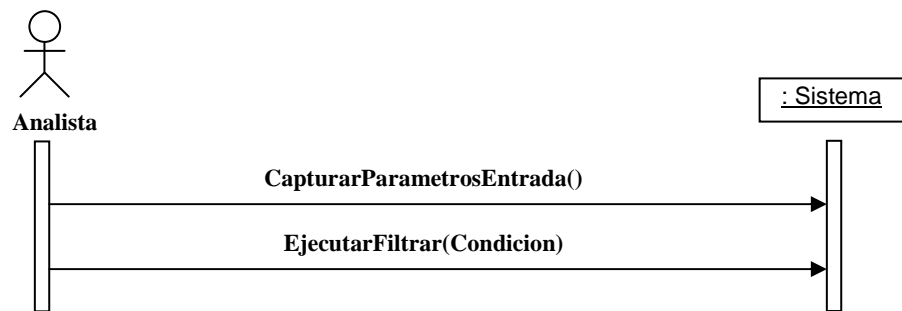 : Sistema
Analista
CapturarParametrosEntrada()
EjecutarFiltrar(Condicion)